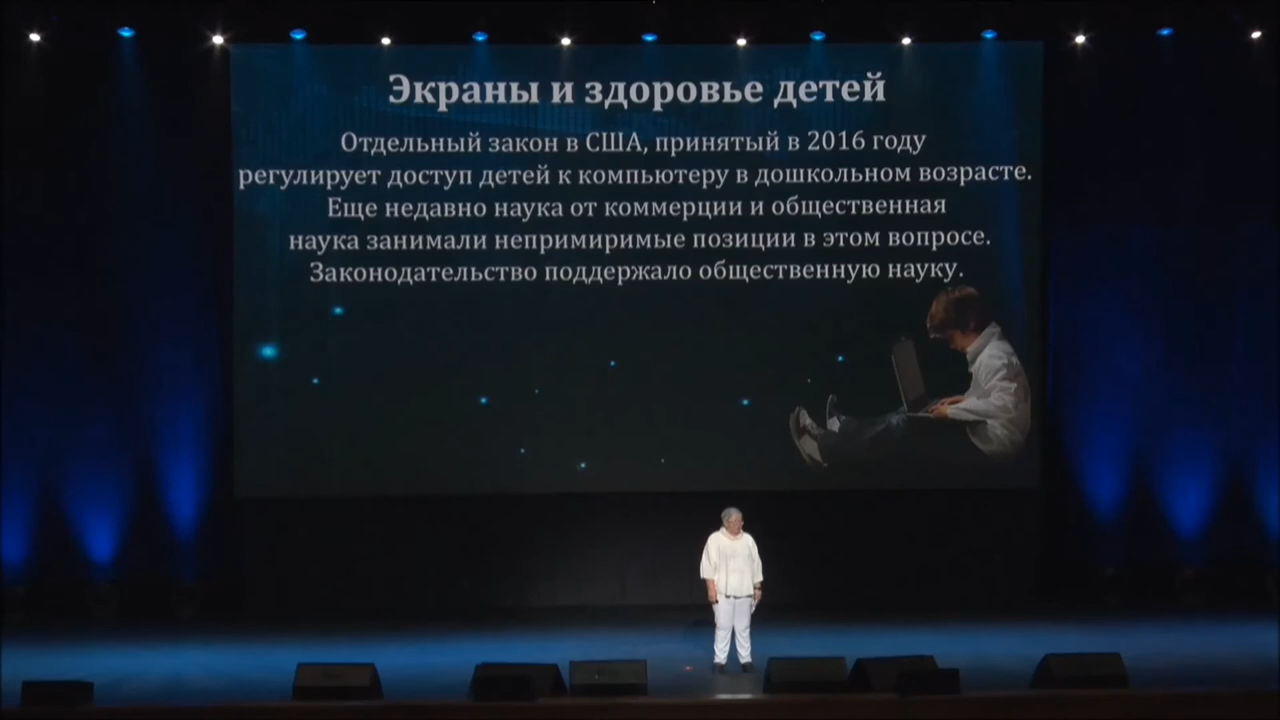 Экраны и здоровье детей
Отдельный закон в США, принятый в 2016 году
регулирует доступ детей к компьютеру в дошкольном возрасте.
Еще недавно наука от коммерции и общественная
наука занимали непримиримые позиции в этом вопросе.
Законодательство поддержало общественную науку.